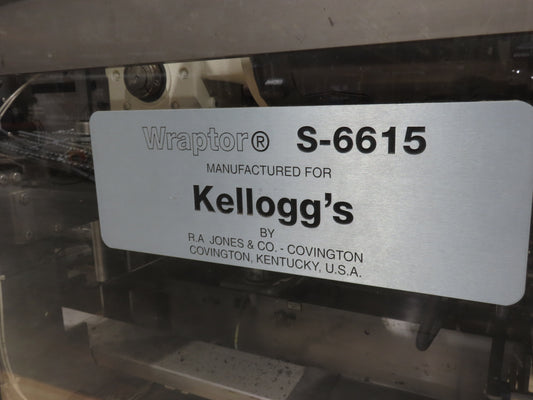 Wraptor® S-6615
MANUFACTURED FOR
Kellogg's
BY
R.A JONES & CO. - COVINGTON
COVINGTON, KENTUCKY, U.S.A.